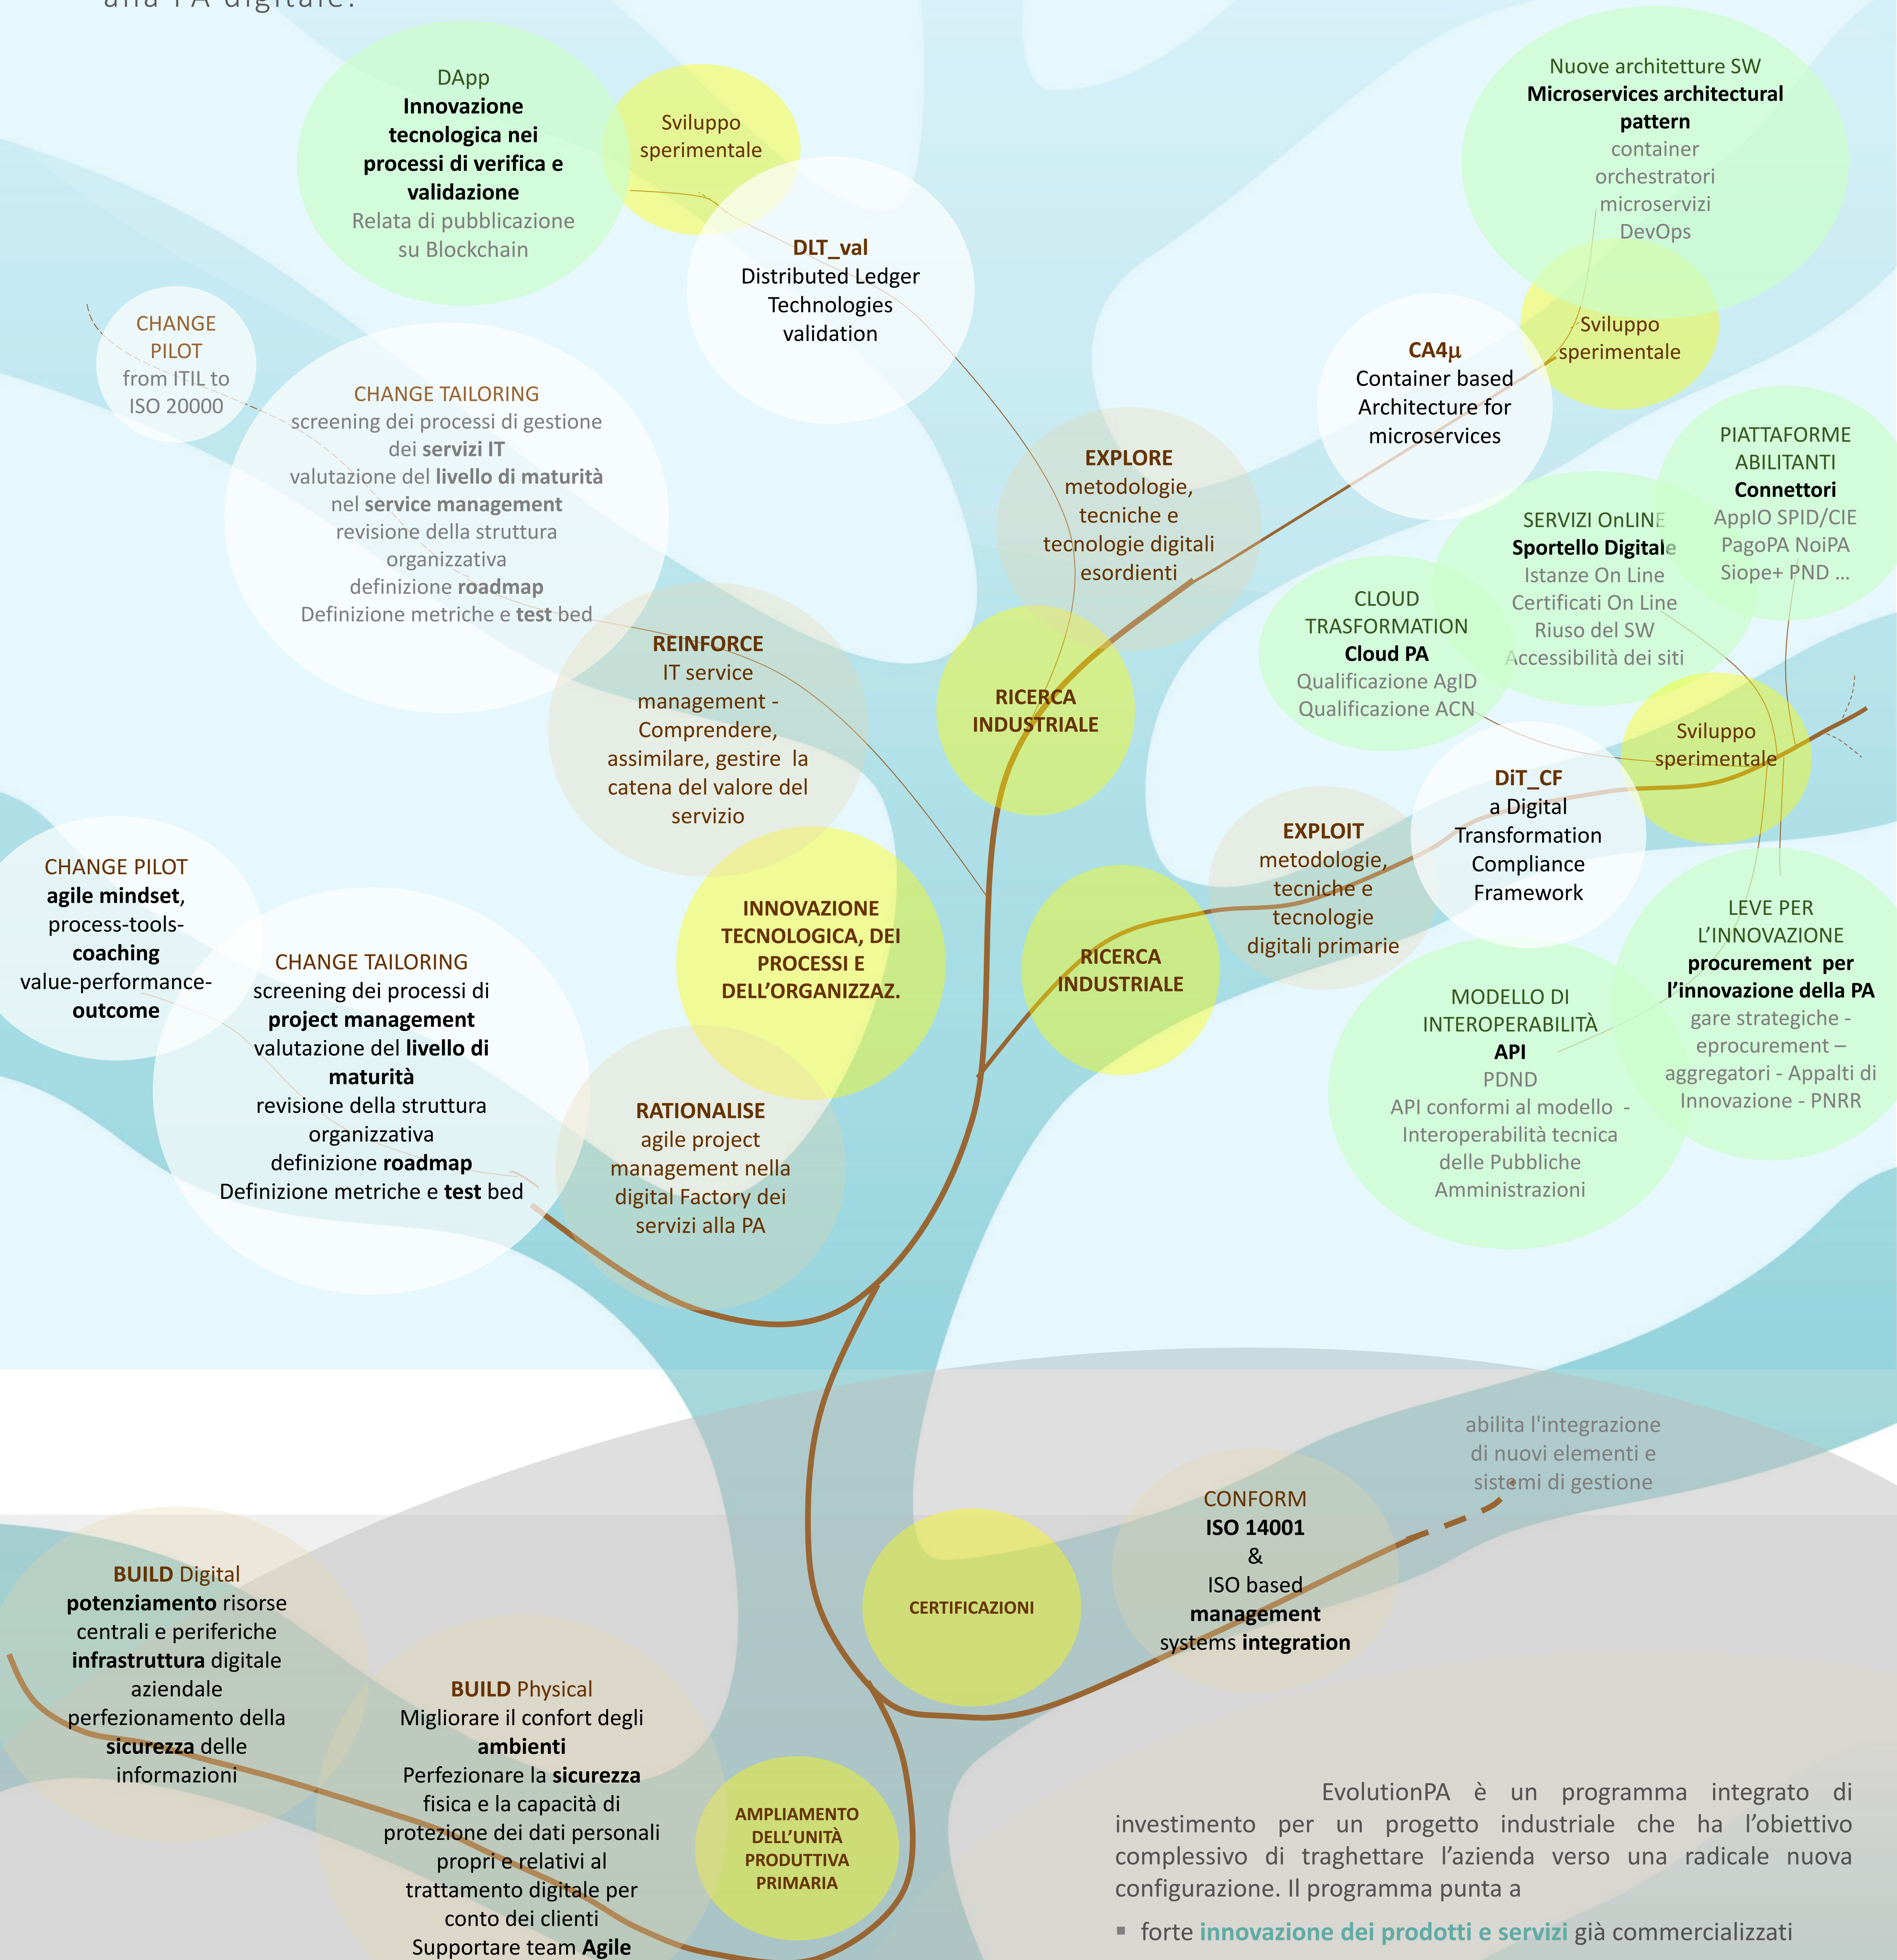 alla PA digitale.
DApp
Innovazione
tecnologica nei
processi di verifica e
validazione
Relata di pubblicazione
su Blockchain
Sviluppo
sperimentale
DLT_val
Distributed Ledger
Technologies
validation
Nuove architetture SW
Microservices architectural
pattern
container
orchestratori
microservizi
DevOps
Sviluppo
sperimentale
CA4μ
Container based
Architecture for
microservices
CHANGE
PILOT
from ITIL to
ISO 20000
CHANGE TAILORING
screening dei processi di gestione
dei servizi IT
valutazione del livello di maturità
nel service management
revisione della struttura
organizzativa
definizione roadmap
Definizione metriche e test bed
EXPLORE
metodologie,
tecniche e
tecnologie digitali
esordienti
PIATTAFORME
ABILITANTI
Connettori
AppIO SPID/CIE
PagoPA NoiPA
Siope+ PND ...
SERVIZI OnLINE
Sportello Digitale
Istanze On Line
Certificati On Line
Riuso del SW
Accessibilità dei siti
CLOUD
TRASFORMATION
Cloud PA
Qualificazione AgID
Qualificazione ACN
REINFORCE
IT service
management -
Comprendere,
assimilare, gestire la
catena del valore del
servizio
RICERCA
INDUSTRIALE
Sviluppo
sperimentale
DiT_CF
a Digital
Transformation
Compliance
Framework
EXPLOIT
metodologie,
tecniche e
tecnologie
digitali primarie
CHANGE PILOT
agile mindset,
process-tools-
coaching
value-performance-
outcome
CHANGE TAILORING
screening dei processi di
project management
valutazione del livello di
maturità
revisione della struttura
organizzativa
definizione roadmap
Definizione metriche e test bed
INNOVAZIONE
TECNOLOGICA, DEI
PROCESSI E
DELL'ORGANIZZAZ.
RICERCA
INDUSTRIALE
LEVE PER
L'INNOVAZIONE
procurement per
l'innovazione della PA
gare strategiche -
eprocurement –
aggregatori - Appalti di
Innovazione - PNRR
MODELLO DI
INTEROPERABILITÀ
API
PDND
API conformi al modello -
Interoperabilità tecnica
delle Pubbliche
Amministrazioni
RATIONALISE
agile project
management nella
digital Factory dei
servizi alla PA
abilita l'integrazione
di nuovi elementi e
sistemi di gestione
CONFORM
ISO 14001
&
ISO based
management
systems integration
CERTIFICAZIONI
BUILD Digital
potenziamento risorse
centrali e periferiche
infrastruttura digitale
aziendale
perfezionamento della
sicurezza delle
informazioni
BUILD Physical
Migliorare il confort degli
ambienti
Perfezionare la sicurezza
fisica e la capacità di
protezione dei dati personali
propri e relativi al
trattamento digitale per
conto dei clienti
Supportare team Agile
AMPLIAMENTO
DELL'UNITÀ
PRODUTTIVA
PRIMARIA
EvolutionPA è un programma integrato di
investimento per un progetto industriale che ha l'obiettivo
complessivo di traghettare l'azienda verso una radicale nuova
configurazione. Il programma punta a
▪ forte innovazione dei prodotti e servizi già commercializzati